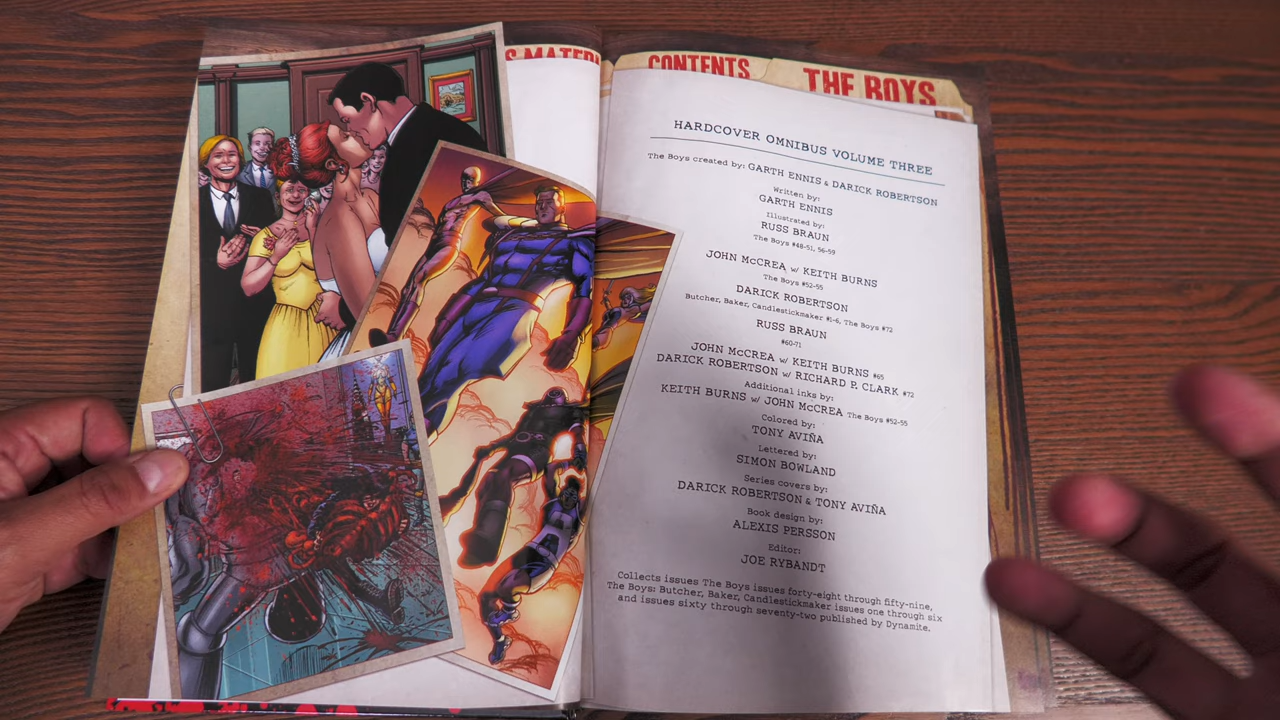 S MATERI
CONTENTS
THE BOYS
HARDCOVER OMNIBUS VOLUME THREE
The Boys created by: GARTH ENNIS & DARICK ROBERTSON
Written by:
GARTH ENNIS
Illustrated by:
RUSS BRAUN
The Boys #48-51, 56-59
JOHN McCREA w/ KEITH BURNS
The Boys #52-55
DARICK ROBERTSON
Butcher, Baker, Candlestickmaker #1-6, The Boys #72
RUSS BRAUN
#60-71
JOHN McCREA w/ KEITH BURNS #65
DARICK ROBERTSON w/ RICHARD P. CLARK #72
Additional inks by:
KEITH BURNS w/ JOHN McCREA The Boys #52-55
Colored by:
TONY AVIÑA
Lettered by:
SIMON BOWLAND
Series covers by:
DARICK ROBERTSON & TONY AVIÑA
Book design by:
ALEXIS PERSSON
Editor:
JOE RYBANDT
Collects issues The Boys issues forty-eight through fifty-nine,
The Boys: Butcher, Baker, Candlestickmaker issues one through six
and issues sixty through seventy-two published by Dynamite.